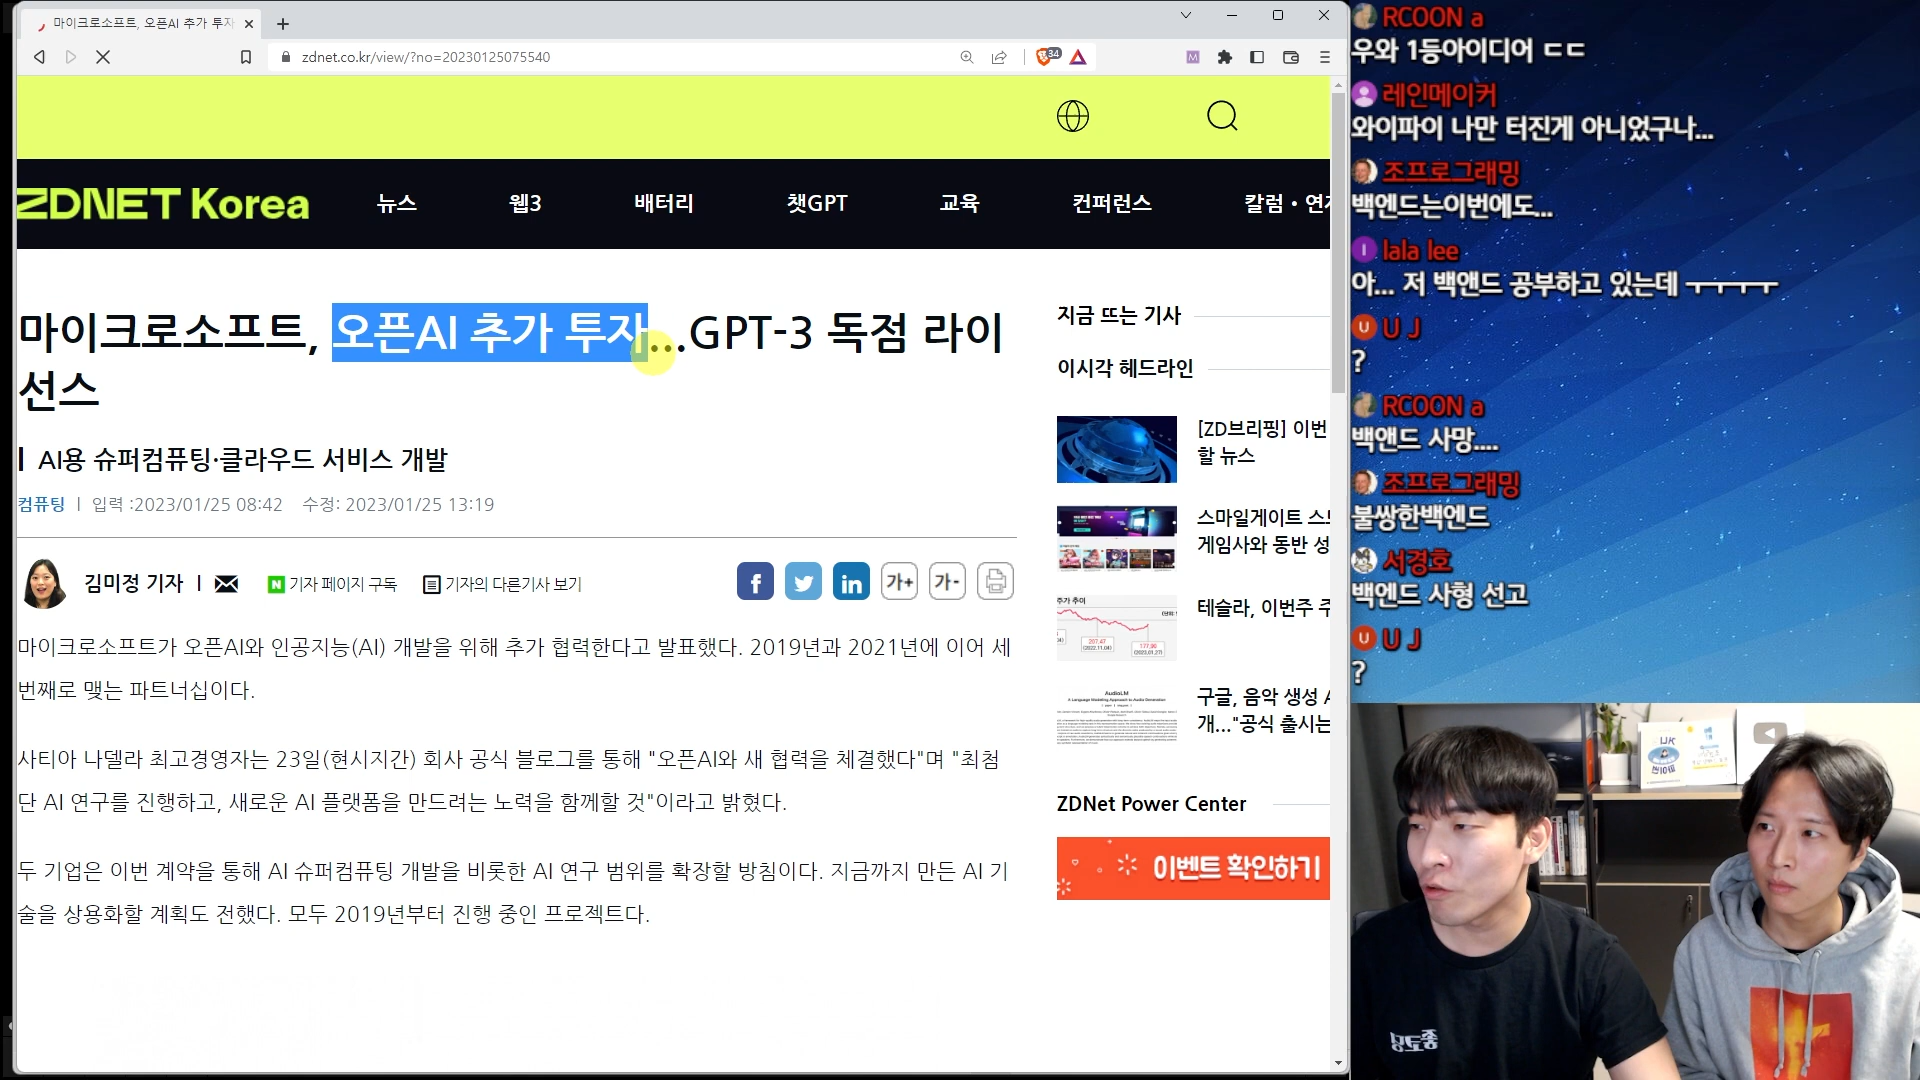 마이크로소프트, 오픈AI 추가 투자
zdnet.co.kr/view/?no=20230125075540
34
ZDNET Korea
뉴스
웹3
배터리
챗GPT
교육
컨퍼런스
칼럼・연재
마이크로소프트, 오픈AI 추가 투자...GPT-3 독점 라이
선스
AI용 슈퍼컴퓨팅·클라우드 서비스 개발
컴퓨팅 | 입력 :2023/01/25 08:42 수정: 2023/01/25 13:19
김미정 기자
N 기자 페이지 구독
기자의 다른기사 보기
f
in
가+
가-
마이크로소프트가 오픈AI와 인공지능(AI) 개발을 위해 추가 협력한다고 발표했다. 2019년과 2021년에 이어 세
번째로 맺는 파트너십이다.
사티아 나델라 최고경영자는 23일(현시지간) 회사 공식 블로그를 통해 "오픈AI와 새 협력을 체결했다"며 "최첨
단 AI 연구를 진행하고, 새로운 AI 플랫폼을 만드려는 노력을 함께할 것"이라고 밝혔다.
두 기업은 이번 계약을 통해 AI 슈퍼컴퓨팅 개발을 비롯한 AI 연구 범위를 확장할 방침이다. 지금까지 만든 AI 기
술을 상용화할 계획도 전했다. 모두 2019년부터 진행 중인 프로젝트다.
지금 뜨는 기사
이시각 헤드라인
[ZD브리핑] 이번
할 뉴스
스마일게이트 스
게임사와 동반 성
주가 추이
207.47
(2022.11.04)
177.90
(2023.01.27)
테슬라, 이번주 주
AudioLM
구글, 음악 생성 A
개..."공식 출시는
ZDNet Power Center
이벤트 확인하기
RCOON a
우와 1등아이디어 ㄷㄷ
레인메이커
와이파이 나만 터진게 아니었구나...
조프로그래밍
백엔드는이번에도...
lala lee
아... 저 백앤드 공부하고 있는데 ㅜㅜㅜㅜ
U J
?
RCOON a
백앤드 사망....
조프로그래밍
불쌍한백엔드
서경호
백엔드 사형 선고
U J
?